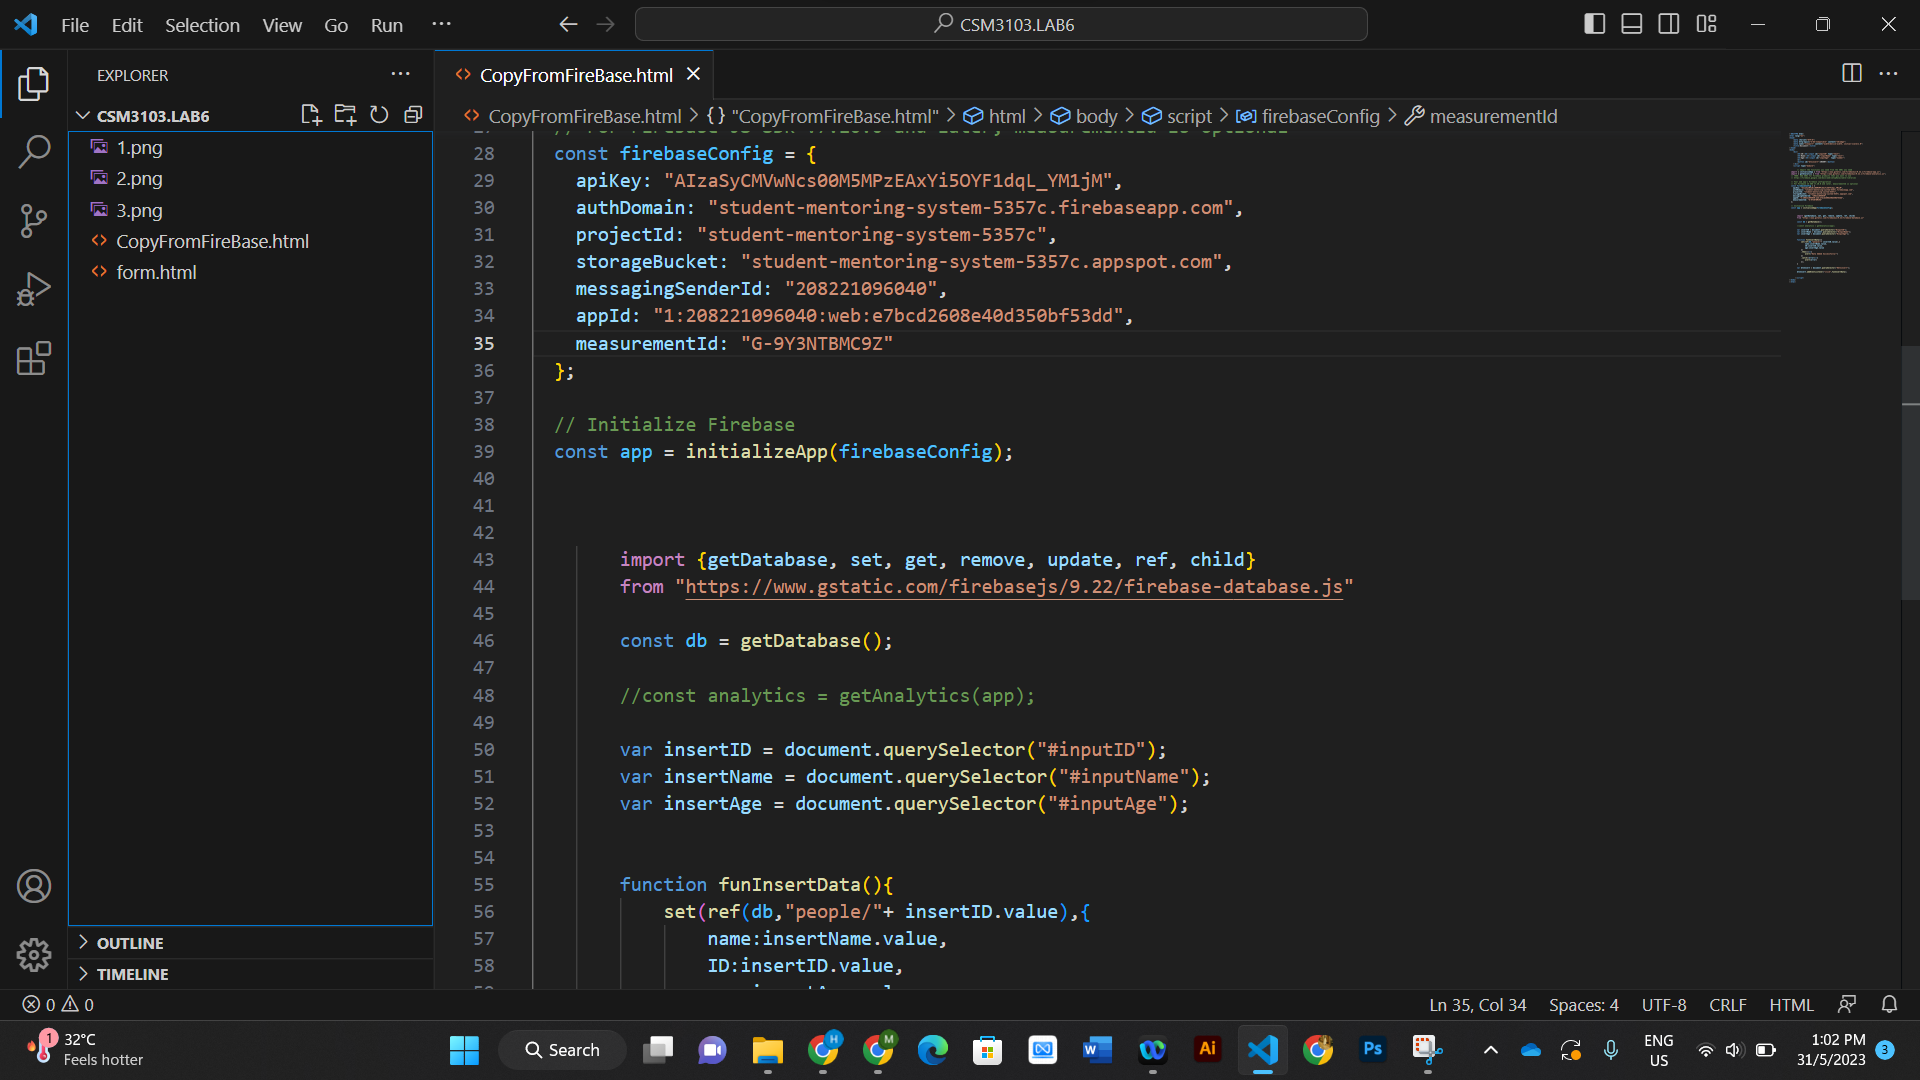 File Edit Selection View Go Run ··· CSM3103.LAB6
EXPLORER ···
CSM3103.LAB6
1.png
2.png
3.png
CopyFromFireBase.html
form.html
OUTLINE
TIMELINE
CopyFromFireBase.html
CopyFromFireBase.html > {} "CopyFromFireBase.html" > html > body > script > firebaseConfig > measurementId
28 const firebaseConfig = {
29 apiKey: "AIzaSyCMVwNcs00M5MPzEAxYi5OYF1dqL_YM1jM",
30 authDomain: "student-mentoring-system-5357c.firebaseapp.com",
31 projectId: "student-mentoring-system-5357c",
32 storageBucket: "student-mentoring-system-5357c.appspot.com",
33 messagingSenderId: "208221096040",
34 appId: "1:208221096040:web:e7bcd2608e40d350bf53dd",
35 measurementId: "G-9Y3NTBMC9Z"
36 };
37
38 // Initialize Firebase
39 const app = initializeApp(firebaseConfig);
40
41
42
43 import {getDatabase, set, get, remove, update, ref, child}
44 from "https://www.gstatic.com/firebasejs/9.22/firebase-database.js"
45
46 const db = getDatabase();
47
48 //const analytics = getAnalytics(app);
49
50 var insertID = document.querySelector("#inputID");
51 var insertName = document.querySelector("#inputName");
52 var insertAge = document.querySelector("#inputAge");
53
54
55 function funInsertData(){
56 set(ref(db,"people/"+ insertID.value),{
57 name:insertName.value,
58 ID:insertID.value,
0 0
Ln 35, Col 34 Spaces: 4 UTF-8 CRLF HTML
1
32°C
Feels hotter
Search
H
M
W
Ai
Ps
ENG
US
1:02 PM
31/5/2023
3